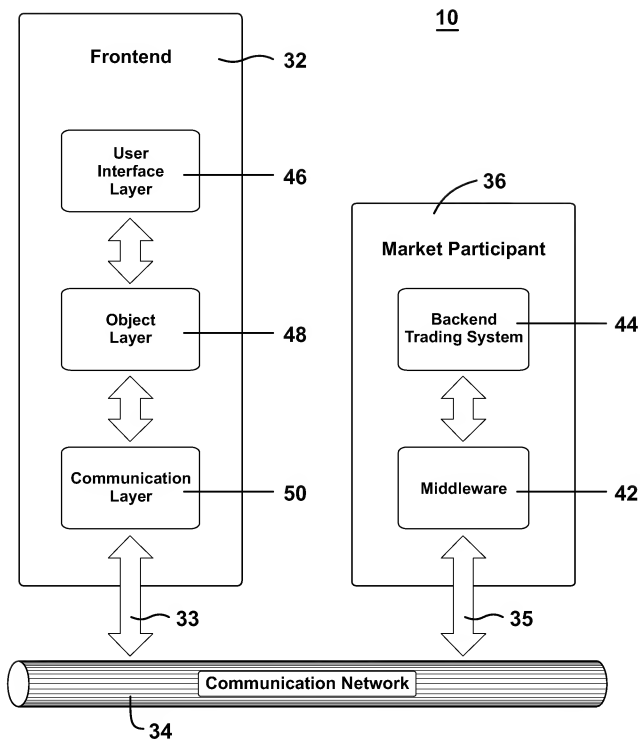 10
Frontend
32
User
Interface
Layer
46
36
Market Participant
Object
Layer
48
Backend
Trading System
44
Communication
Layer
50
Middleware
42
33
35
Communication Network
34